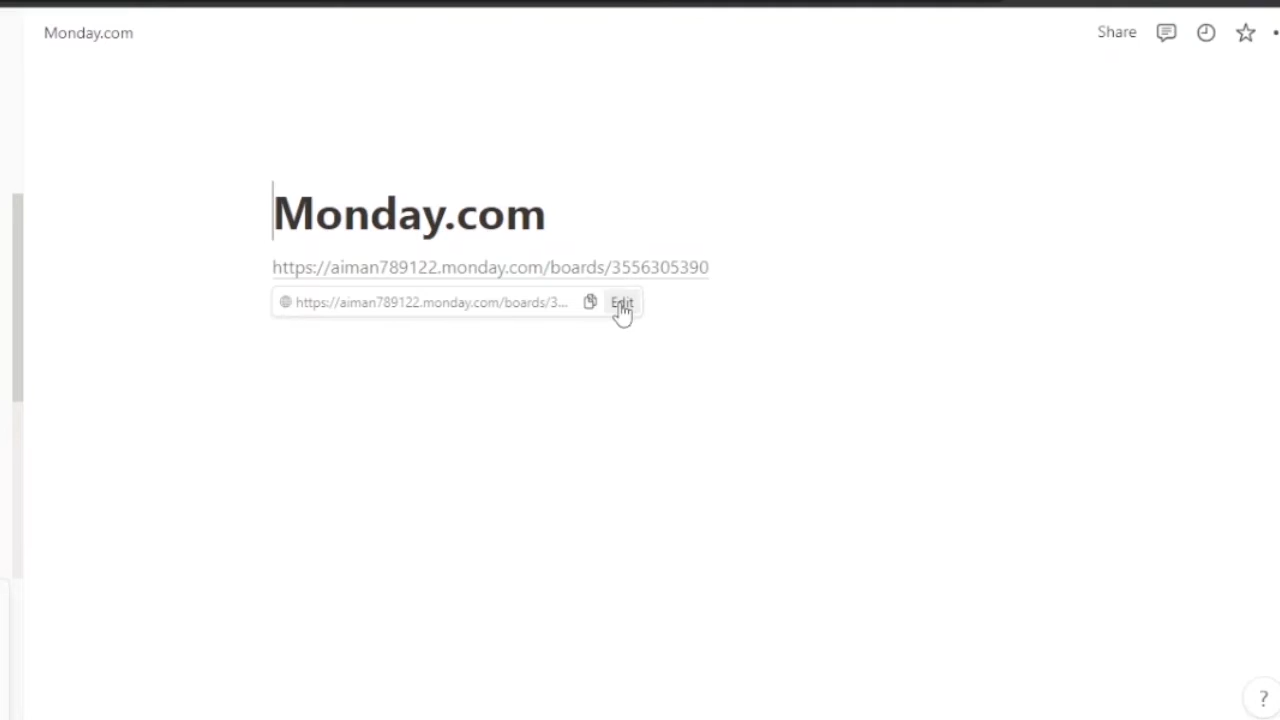 Monday.com
Share
Monday.com
https://aiman789122.monday.com/boards/3556305390
https://aiman789122.monday.com/boards/3...
Edit
?